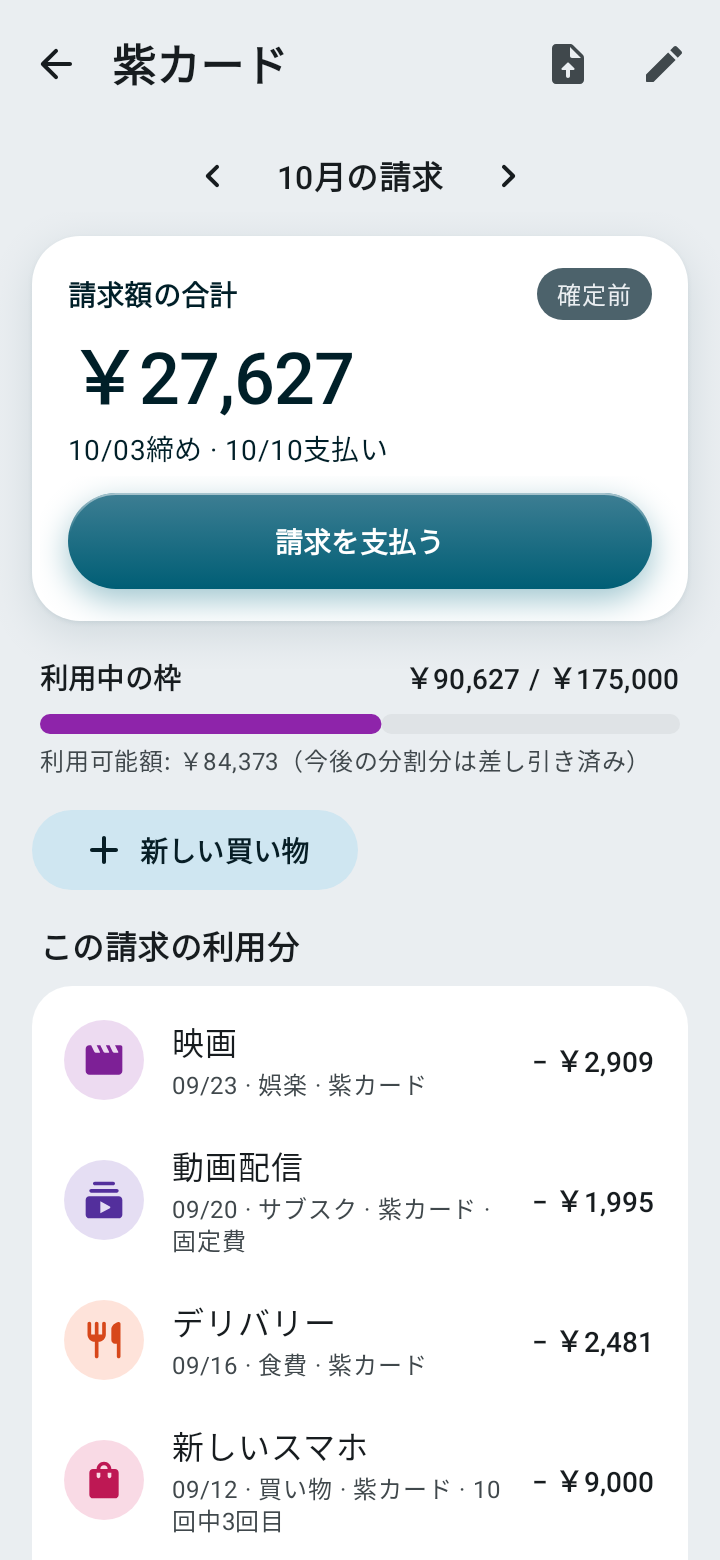 紫カード
10月の請求
請求額の合計
確定前
￥27,627
10/03締め · 10/10支払い
請求を支払う
利用中の枠
￥90,627 / ￥175,000
利用可能額: ￥84,373（今後の分割分は差し引き済み）
新しい買い物
この請求の利用分
映画
09/23 · 娯楽 · 紫カード
− ￥2,909
動画配信
09/20 · サブスク · 紫カード ·
固定費
− ￥1,995
デリバリー
09/16 · 食費 · 紫カード
− ￥2,481
新しいスマホ
09/12 · 買い物 · 紫カード · 10
回中3回目
− ￥9,000